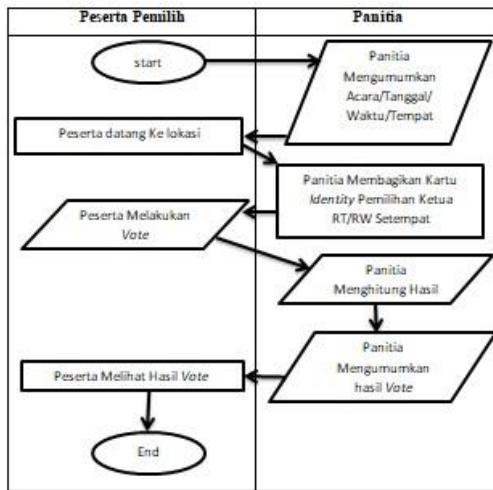 Peserta Pemilih
Panitia
start
Panitia
Mengumumkan
Acara/Tanggal/
Waktu/Tempat
Peserta datang Ke lokasi
Panitia Membagikan Kartu
Identity Pemilihan Ketua
RT/RW Setempat
Peserta Melakukan
Vote
Panitia
Menghitung Hasil
Panitia
Mengumumkan
hasil Vote
Peserta Melihat Hasil Vote
End